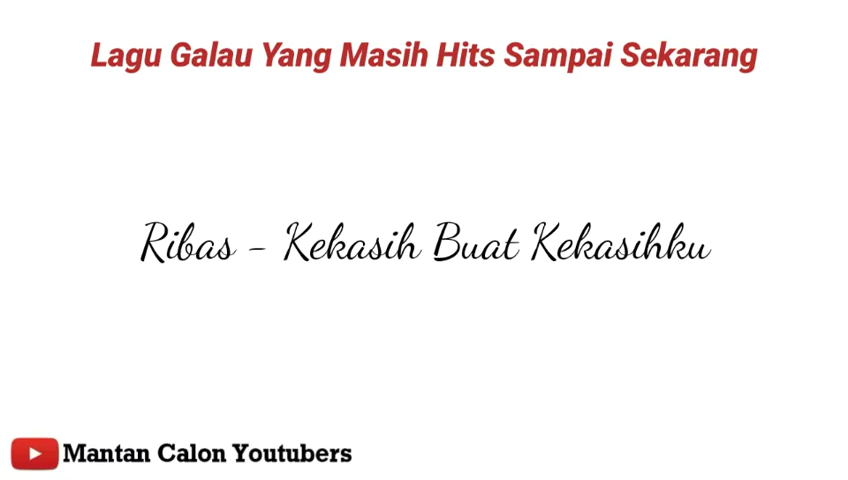 Lagu Galau Yang Masih Hits Sampai Sekarang
Ribas - Kekasih Buat Kekasihku
Mantan Calon Youtubers